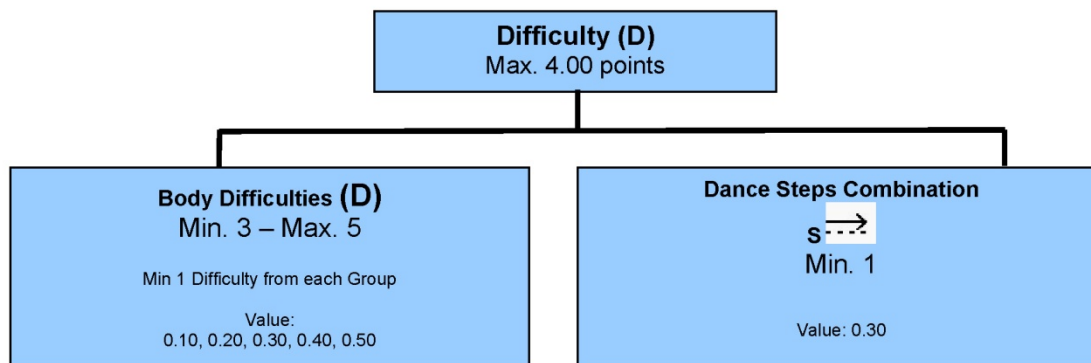 Difficulty (D)
Max. 4.00 points
Body Difficulties (D)
Min. 3 – Max. 5
Min 1 Difficulty from each Group
Value:
0.10, 0.20, 0.30, 0.40, 0.50
Dance Steps Combination
S
Min. 1
Value: 0.30